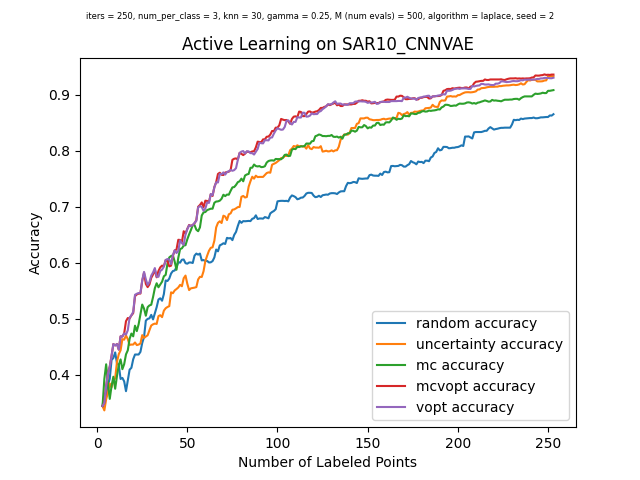 iters = 250, num_per_class = 3, knn = 30, gamma = 0.25, M (num evals) = 500, algorithm = laplace, seed = 2
Active Learning on SAR10_CNNVAE
Accuracy
0.9
0.8
0.7
0.6
0.5
0.4
random accuracy
uncertainty accuracy
mc accuracy
mcvopt accuracy
vopt accuracy
0
50
100
150
200
250
Number of Labeled Points